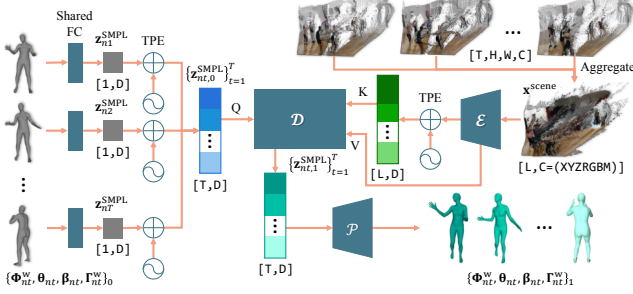 Shared
FC
z_{n1}^{SMPL}
TPE
[1,D]
z_{n2}^{SMPL}
[1,D]
z_{nT}^{SMPL}
[1,D]
{Φ_{nt}^w, θ_{nt}, β_{nt}, Γ_{nt}^w}_0
{z_{nt,0}^{SMPL}}_{t=1}^T
[T,D]
Q
D
K
V
{z_{nt,1}^{SMPL}}_{t=1}^T
[T,D]
P
[L,D]
TPE
E
[T,H,W,C]
Aggregate
x^{scene}
[L,C=(XYZRGBM)]
{Φ_{nt}^w, θ_{nt}, β_{nt}, Γ_{nt}^w}_1